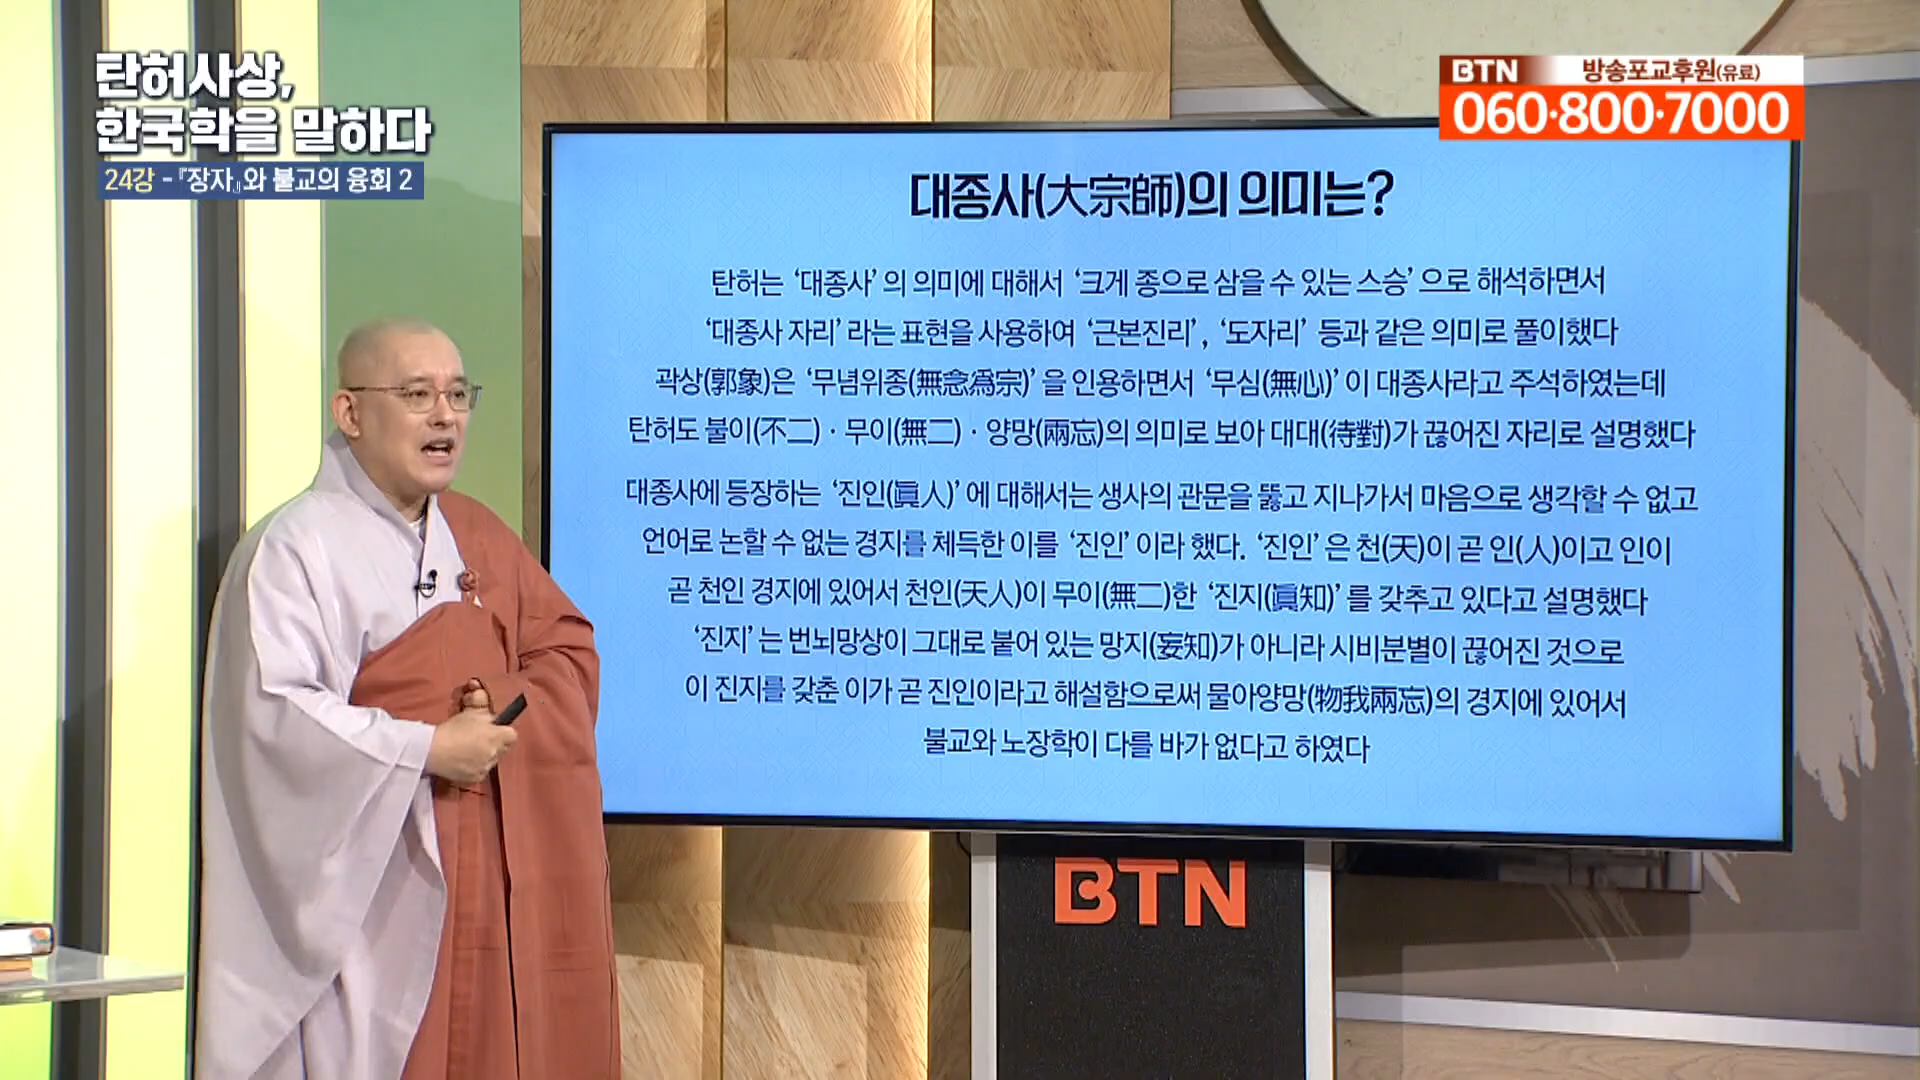 탄허사상,
한국학을 말하다
24강 - 『장자』와 불교의 융회 2
BTN 방송포교후원(유료)
060·800·7000
대종사(大宗師)의 의미는?
탄허는 ‘대종사’의 의미에 대해서 ‘크게 종으로 삼을 수 있는 스승’으로 해석하면서
‘대종사 자리’라는 표현을 사용하여 ‘근본진리’, ‘도자리’ 등과 같은 의미로 풀이했다
곽상(郭象)은 ‘무념위종(無念為宗)’을 인용하면서 ‘무심(無心)’이 대종사라고 주석하였는데
탄허도 불이(不二)·무이(無二)·양망(兩忘)의 의미로 보아 대대(待對)가 끊어진 자리로 설명했다
대종사에 등장하는 ‘진인(眞人)’에 대해서는 생사의 관문을 뚫고 지나가서 마음으로 생각할 수 없고
언어로 논할 수 없는 경지를 체득한 이를 ‘진인’이라 했다. ‘진인’은 천(天)이 곧 인(人)이고 인이
곧 천인 경지에 있어서 천인(天人)이 무이(無二)한 ‘진지(眞知)’를 갖추고 있다고 설명했다
‘진지’는 번뇌망상이 그대로 붙어 있는 망지(妄知)가 아니라 시비분별이 끊어진 것으로
이 진지를 갖춘 이가 곧 진인이라고 해설함으로써 물아양망(物我兩忘)의 경지에 있어서
불교와 노장학이 다를 바가 없다고 하였다
BTN